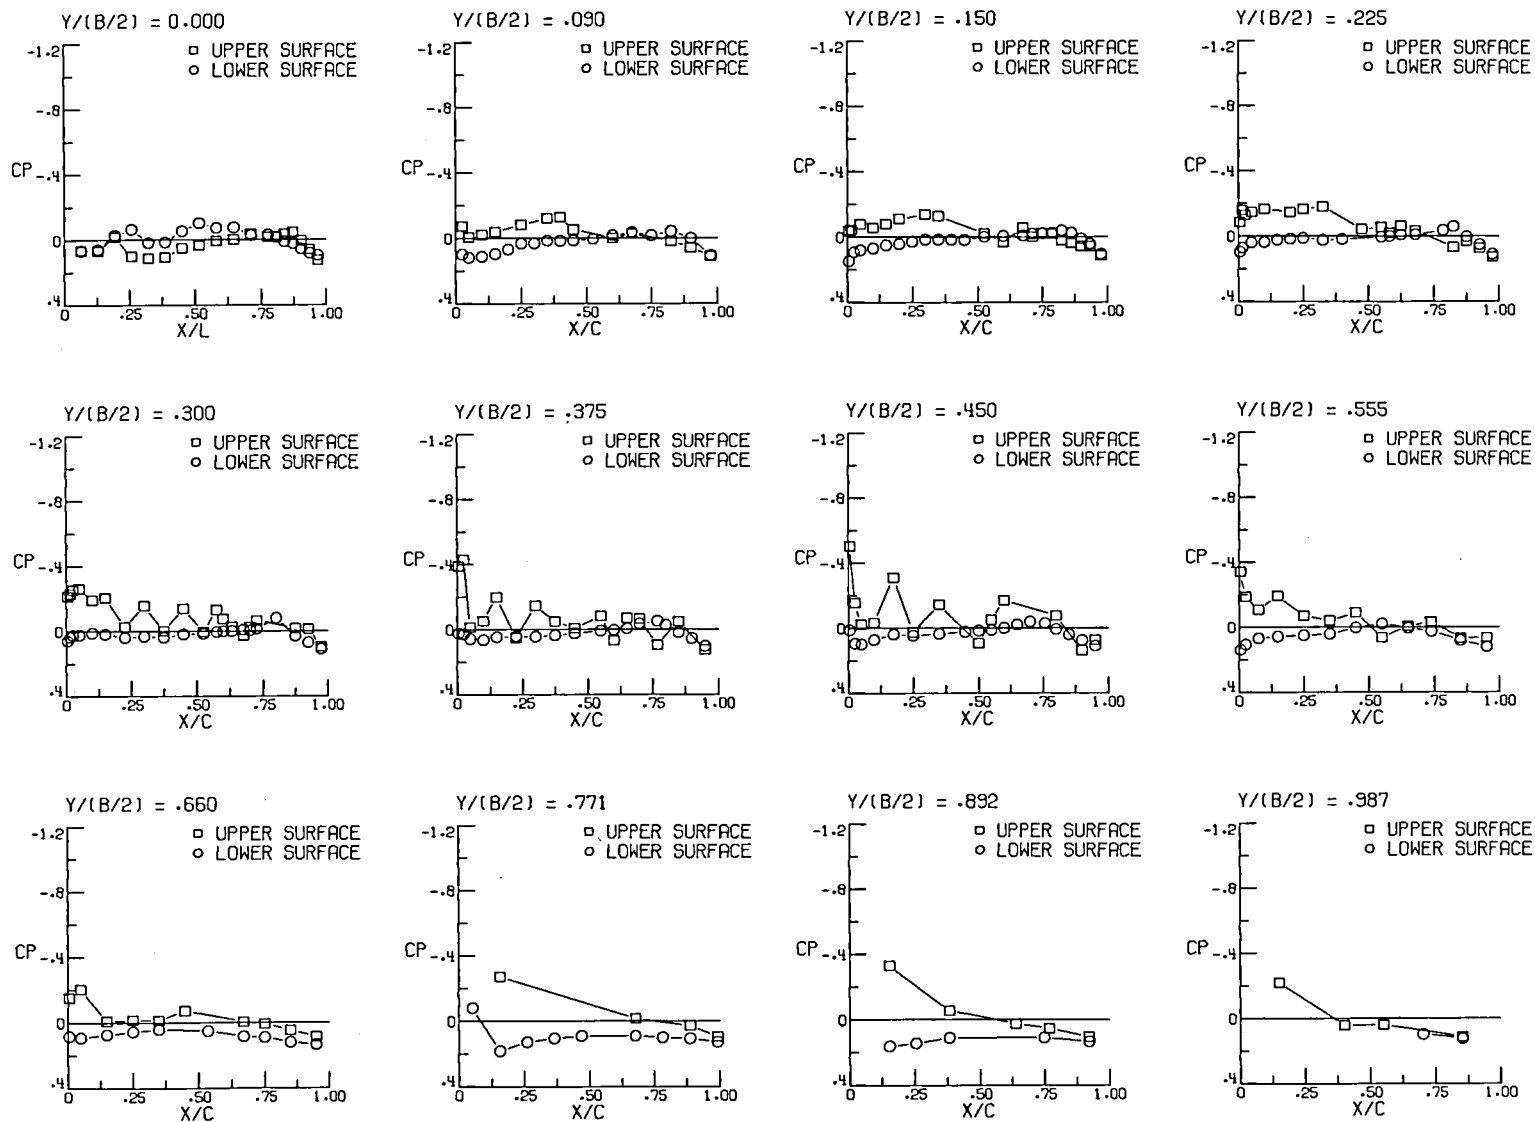 Y/(B/2) = 0.000
□ UPPER SURFACE
○ LOWER SURFACE
-1.2
-.8
CP -.4
0
.4
0 .25 .50 .75 1.00
X/L
Y/(B/2) = .090
□ UPPER SURFACE
○ LOWER SURFACE
-1.2
-.8
CP -.4
0
.4
0 .25 .50 .75 1.00
X/C
Y/(B/2) = .150
□ UPPER SURFACE
○ LOWER SURFACE
-1.2
-.8
CP -.4
0
.4
0 .25 .50 .75 1.00
X/C
Y/(B/2) = .225
□ UPPER SURFACE
○ LOWER SURFACE
-1.2
-.8
CP -.4
0
.4
0 .25 .50 .75 1.00
X/C
Y/(B/2) = .300
□ UPPER SURFACE
○ LOWER SURFACE
-1.2
-.8
CP -.4
0
.4
0 .25 .50 .75 1.00
X/C
Y/(B/2) = .375
□ UPPER SURFACE
○ LOWER SURFACE
-1.2
-.8
CP -.4
0
.4
0 .25 .50 .75 1.00
X/C
Y/(B/2) = .450
□ UPPER SURFACE
○ LOWER SURFACE
-1.2
-.8
CP -.4
0
.4
0 .25 .50 .75 1.00
X/C
Y/(B/2) = .555
□ UPPER SURFACE
○ LOWER SURFACE
-1.2
-.8
CP -.4
0
.4
0 .25 .50 .75 1.00
X/C
Y/(B/2) = .660
□ UPPER SURFACE
○ LOWER SURFACE
-1.2
-.8
CP -.4
0
.4
0 .25 .50 .75 1.00
X/C
Y/(B/2) = .771
□ UPPER SURFACE
○ LOWER SURFACE
-1.2
-.8
CP -.4
0
.4
0 .25 .50 .75 1.00
X/C
Y/(B/2) = .892
□ UPPER SURFACE
○ LOWER SURFACE
-1.2
-.8
CP -.4
0
.4
0 .25 .50 .75 1.00
X/C
Y/(B/2) = .987
□ UPPER SURFACE
○ LOWER SURFACE
-1.2
-.8
CP -.4
0
.4
0 .25 .50 .75 1.00
X/C